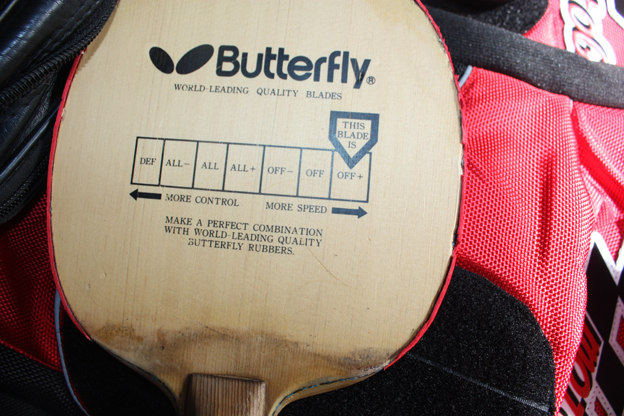 Butterfly®
WORLD-LEADING QUALITY BLADES
THIS
BLADE
IS
DEF ALL- ALL ALL+ OFF- OFF OFF+
MORE CONTROL MORE SPEED
MAKE A PERFECT COMBINATION
WITH WORLD-LEADING QUALITY
BUTTERFLY RUBBERS.